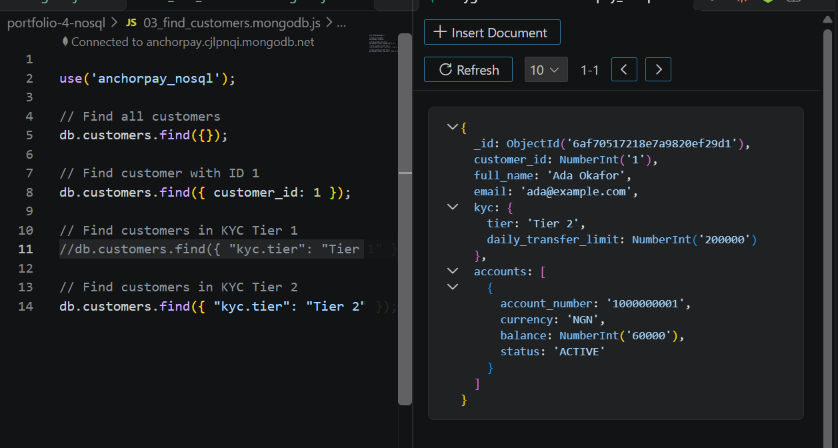 portfolio-4-nosql > JS 03_find_customers.mongodb.js > ...
Connected to anchorpay.cjlpnqi.mongodb.net
1
2 use('anchorpay_nosql');
3
4 // Find all customers
5 db.customers.find({});
6
7 // Find customer with ID 1
8 db.customers.find({ customer_id: 1 });
9
10 // Find customers in KYC Tier 1
11 //db.customers.find({ "kyc.tier": "Tier 1" }
12
13 // Find customers in KYC Tier 2
14 db.customers.find({ "kyc.tier": "Tier 2" });
+ Insert Document
Refresh 10 1-1
{
_id: ObjectId('6af70517218e7a9820ef29d1'),
customer_id: NumberInt('1'),
full_name: 'Ada Okafor',
email: 'ada@example.com',
kyc: {
tier: 'Tier 2',
daily_transfer_limit: NumberInt('200000')
},
accounts: [
{
account_number: '1000000001',
currency: 'NGN',
balance: NumberInt('60000'),
status: 'ACTIVE'
}
]
}